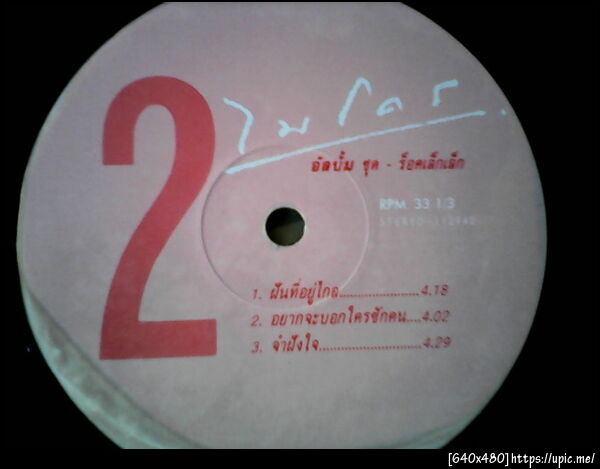 2
ไมโคร
อัลบั้ม ชุด - ร็อคเล็กเล็ก
RPM. 33 1/3
1. ฝันที่อยู่ไกล......................4.18
2. อยากจะบอกใครซักคน....4.02
3. จำฝังใจ............................4.29
[640x480]https://upic.me/